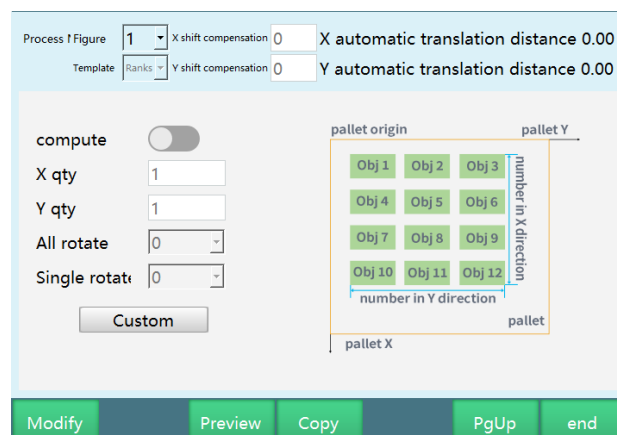 Process N Figure 1 X shift compensation 0 X automatic translation distance 0.00
Template Ranks Y shift compensation 0 Y automatic translation distance 0.00
compute
X qty 1
Y qty 1
All rotate 0
Single rotate 0
Custom
pallet origin pallet Y
Obj 1 Obj 2 Obj 3
Obj 4 Obj 5 Obj 6
Obj 7 Obj 8 Obj 9
Obj 10 Obj 11 Obj 12
number in X direction
number in Y direction
pallet
pallet X
Modify Preview Copy PgUp end